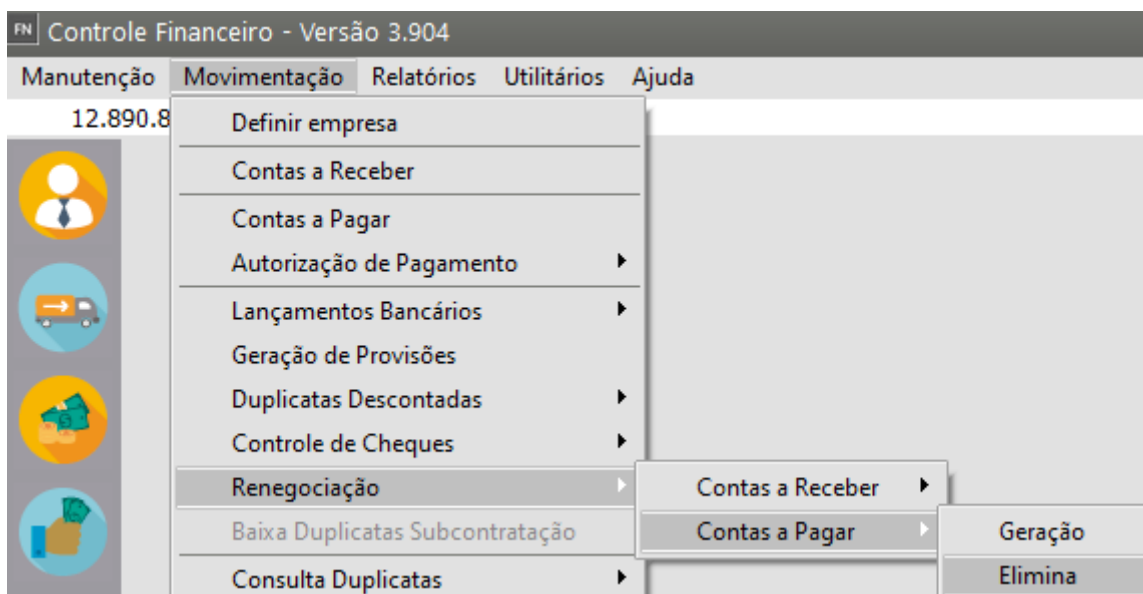 FN Controle Financeiro - Versão 3.904
Manutenção Movimentação Relatórios Utilitários Ajuda
12.890.8
Definir empresa
Contas a Receber
Contas a Pagar
Autorização de Pagamento
Lançamentos Bancários
Geração de Provisões
Duplicatas Descontadas
Controle de Cheques
Renegociação
Contas a Receber
Baixa Duplicatas Subcontratação
Contas a Pagar
Geração
Consulta Duplicatas
Elimina